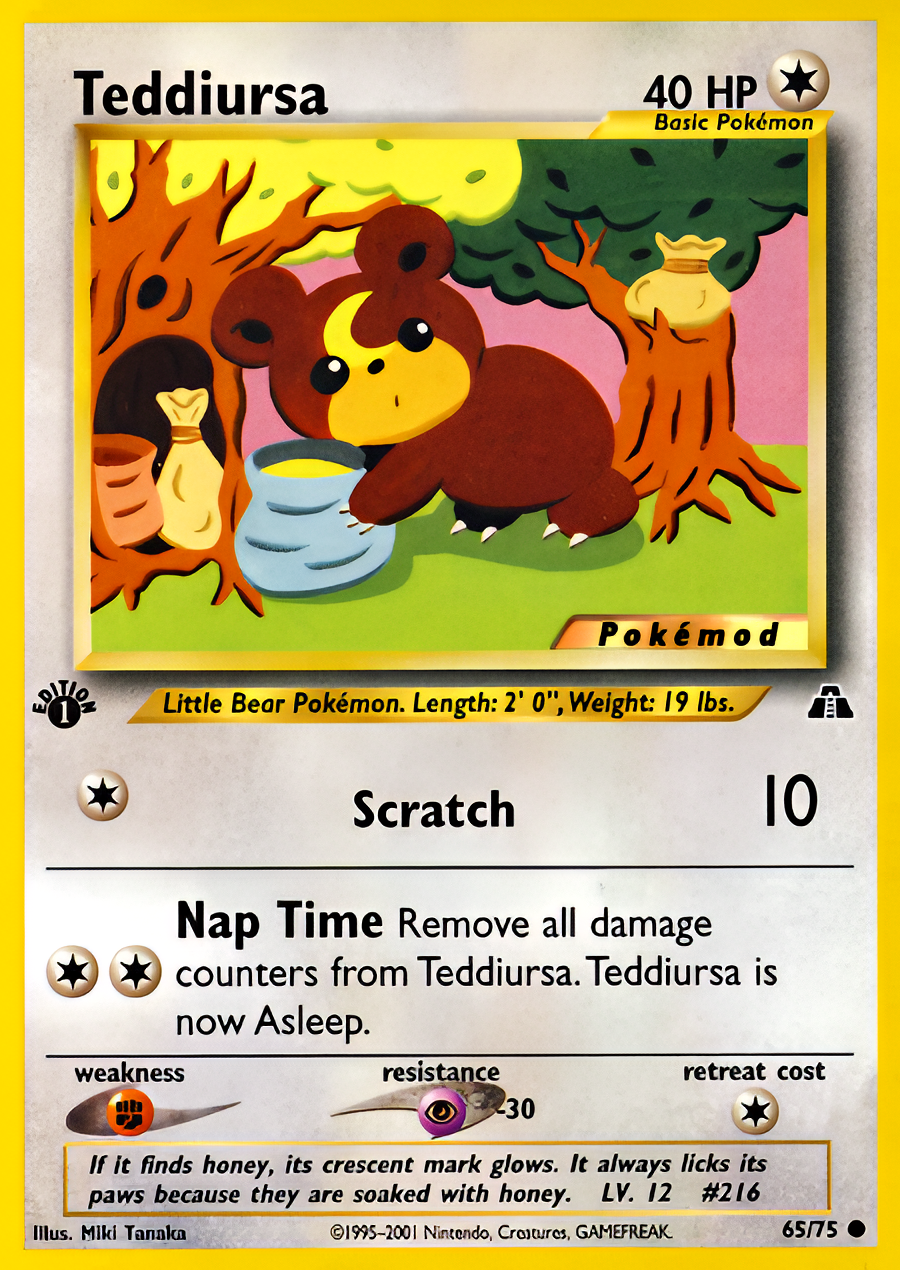 Teddiursa
40 HP
Basic Pokémon
Pokémod
EDITION
1
Little Bear Pokémon. Length: 2' 0", Weight: 19 lbs.
Scratch
10
Nap Time Remove all damage
counters from Teddiursa. Teddiursa is
now Asleep.
weakness
resistance
retreat cost
-30
If it finds honey, its crescent mark glows. It always licks its
paws because they are soaked with honey. LV. 12 #216
Illus. Miki Tanaka
©1995-2001 Nintendo, Creatures, GAMEFREAK.
65/75